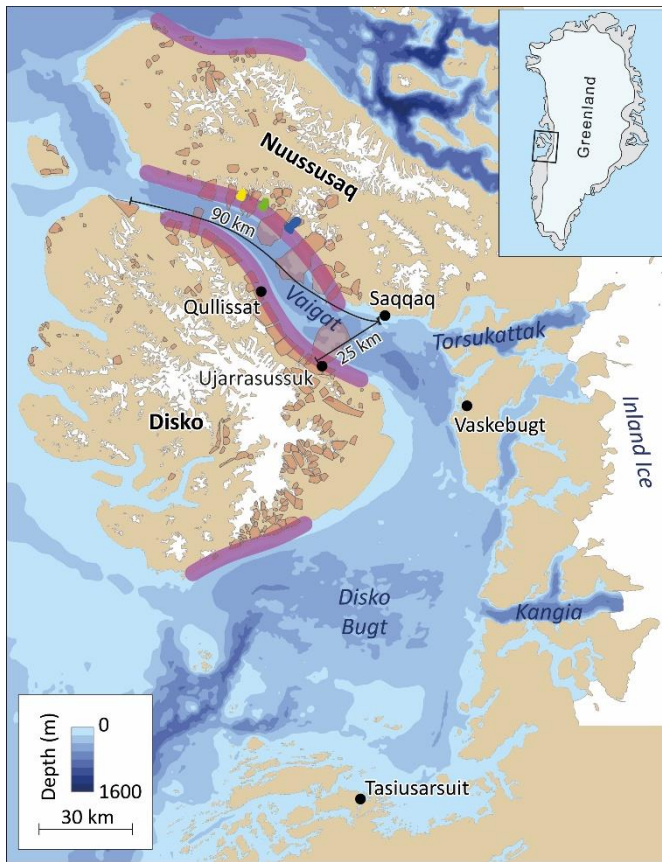 Greenland
Nuussusaq
90 km
Saqqaq
Qullissat
Vaigat
Torsukattak
25 km
Ujarrasussuk
Vaskebugt
Disko
Inland Ice
Disko
Bugt
Kangia
Depth (m)
0
1600
30 km
Tasiusarsuit